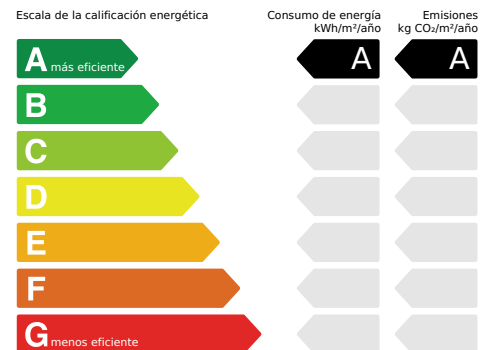 Escala de la calificación energética
Consumo de energía
kWh/m²/año
Emisiones
kg CO₂/m²/año
A más eficiente
A
A
B
C
D
E
F
G menos eficiente